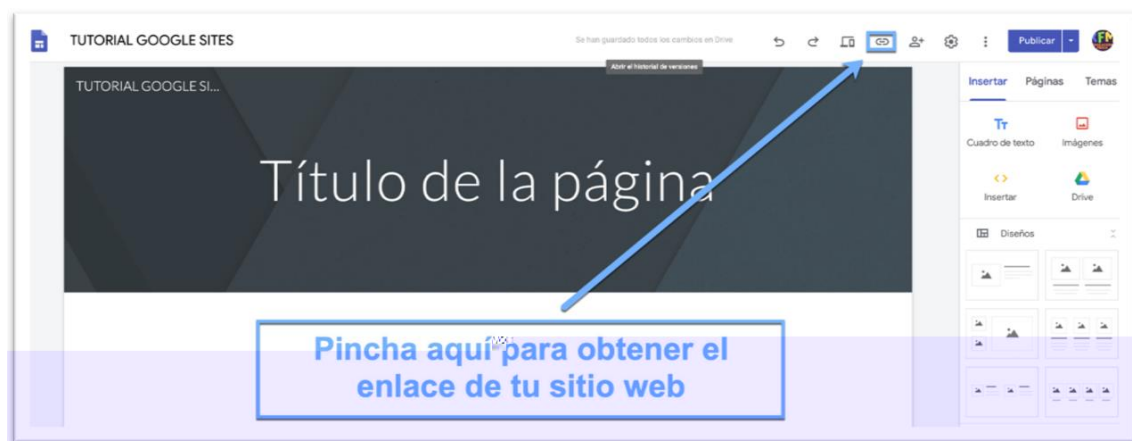 TUTORIAL GOOGLE SITES
Se han guardado todos los cambios en Drive
Publicar
Abrir el historial de versiones
TUTORIAL GOOGLE SI...
Insertar Páginas Temas
Título de la página
Tт
Cuadro de texto Imágenes
Insertar Drive
Diseños
Pincha aquí para obtener el
enlace de tu sitio web